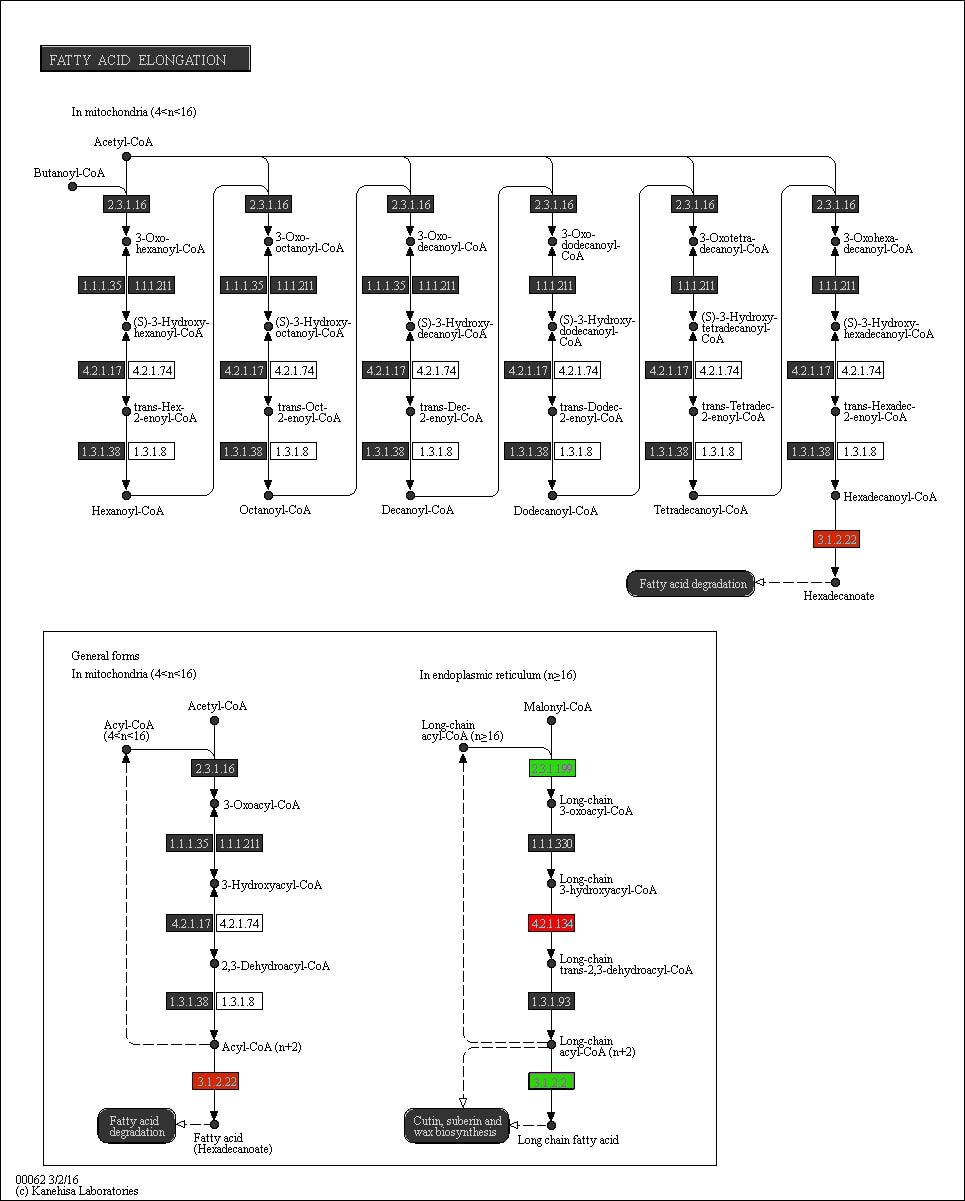 FATTY ACID ELONGATION
In mitochondria (4<n<16)
Acetyl-CoA
Butanoyl-CoA
2.3.1.16 2.3.1.16 2.3.1.16 2.3.1.16 2.3.1.16 2.3.1.16
3-Oxo-
hexanoyl-CoA
3-Oxo-
octanoyl-CoA
3-Oxo-
decanoyl-CoA
3-Oxo-
dodecanoyl-
CoA
3-Oxotetra-
decanoyl-CoA
3-Oxohexa-
decanoyl-CoA
1.1.1.35 1.1.1.211 1.1.1.35 1.1.1.211 1.1.1.35 1.1.1.211 1.1.1.211 1.1.1.211 1.1.1.211
(S)-3-Hydroxy-
hexanoyl-CoA
(S)-3-Hydroxy-
octanoyl-CoA
(S)-3-Hydroxy-
decanoyl-CoA
(S)-3-Hydroxy-
dodecanoyl-
CoA
(S)-3-Hydroxy-
tetradecanoyl-
CoA
(S)-3-Hydroxy-
hexadecanoyl-CoA
4.2.1.17 4.2.1.74 4.2.1.17 4.2.1.74 4.2.1.17 4.2.1.74 4.2.1.17 4.2.1.74 4.2.1.17 4.2.1.74 4.2.1.17 4.2.1.74
trans-Hex-
2-enoyl-CoA
trans-Oct-
2-enoyl-CoA
trans-Dec-
2-enoyl-CoA
trans-Dodec-
2-enoyl-CoA
trans-Tetradec-
2-enoyl-CoA
trans-Hexadec-
2-enoyl-CoA
1.3.1.38 1.3.1.8 1.3.1.38 1.3.1.8 1.3.1.38 1.3.1.8 1.3.1.38 1.3.1.8 1.3.1.38 1.3.1.8 1.3.1.38 1.3.1.8
Hexanoyl-CoA Octanoyl-CoA Decanoyl-CoA Dodecanoyl-CoA Tetradecanoyl-CoA Hexadecanoyl-CoA
3.1.2.22
Fatty acid degradation
Hexadecanoate
General forms
In mitochondria (4<n<16)
Acetyl-CoA
Acyl-CoA
(4<n<16)
2.3.1.16
3-Oxoacyl-CoA
1.1.1.35 1.1.1.211
3-Hydroxyacyl-CoA
4.2.1.17 4.2.1.74
2,3-Dehydroacyl-CoA
1.3.1.38 1.3.1.8
Acyl-CoA (n+2)
3.1.2.22
Fatty acid
degradation
Fatty acid
(Hexadecanoate)
In endoplasmic reticulum (n≥16)
Malonyl-CoA
Long-chain
acyl-CoA (n≥16)
2.3.1.199
Long-chain
3-oxoacyl-CoA
1.1.1.330
Long-chain
3-hydroxyacyl-CoA
4.2.1.134
Long-chain
trans-2,3-dehydroacyl-CoA
1.3.1.93
Long-chain
acyl-CoA (n+2)
Cutin, suberin and
wax biosynthesis
Long chain fatty acid
00062 3/2/16
(c) Kanehisa Laboratories